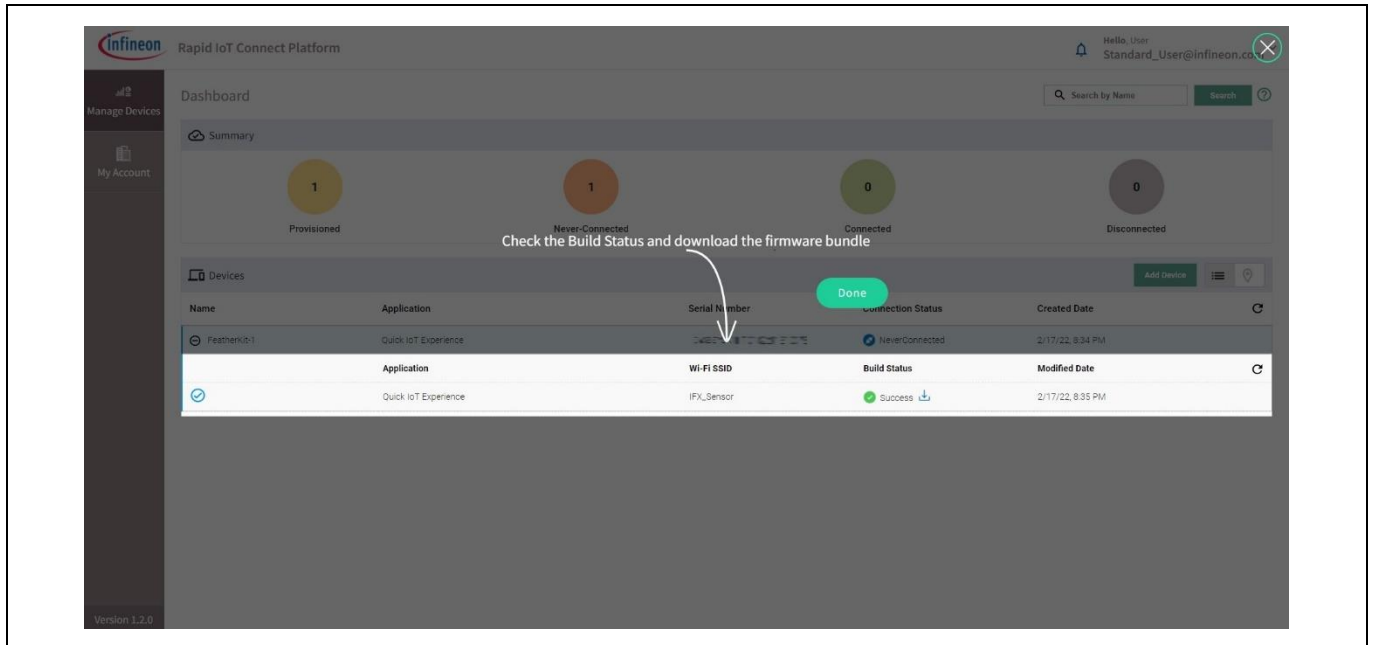 infineon Rapid IoT Connect Platform
Hello, User
Standard_User@infineon.co
Manage Devices
My Account
Version 1.2.0
Dashboard
Search by Name Search
Summary
1 1 0 0
Provisioned Never-Connected Connected Disconnected
Check the Build Status and download the firmware bundle
Devices Add Device
Done
Name Application Serial Number Connection Status Created Date
FeatherKit-1 Quick IoT Experience NeverConnected 2/17/22, 8:34 PM
Application Wi-Fi SSID Build Status Modified Date
Quick IoT Experience IFX_Sensor Success 2/17/22, 8:35 PM